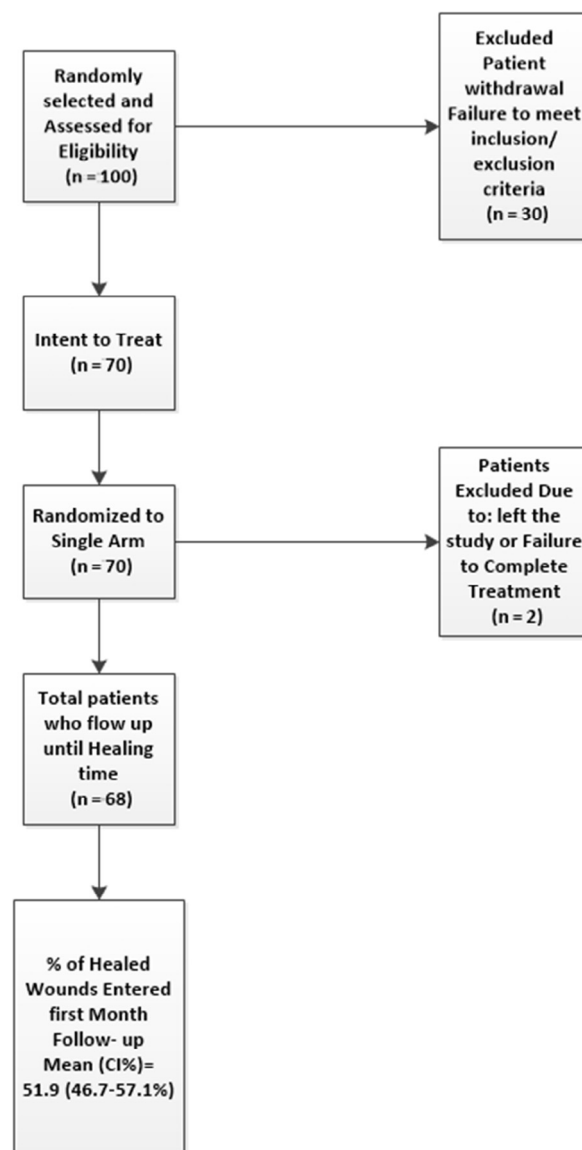 Randomly
selected and
Assessed for
Eligibility
(n = 100)
Excluded
Patient
withdrawal
Failure to meet
inclusion/
exclusion
criteria
(n = 30)
Intent to Treat
(n = 70)
Randomized to
Single Arm
(n = 70)
Patients
Excluded Due
to: left the
study or Failure
to Complete
Treatment
(n = 2)
Total patients
who flow up
until Healing
time
(n = 68)
% of Healed
Wounds Entered
first Month
Follow- up
Mean (CI%)=
51.9 (46.7-57.1%)